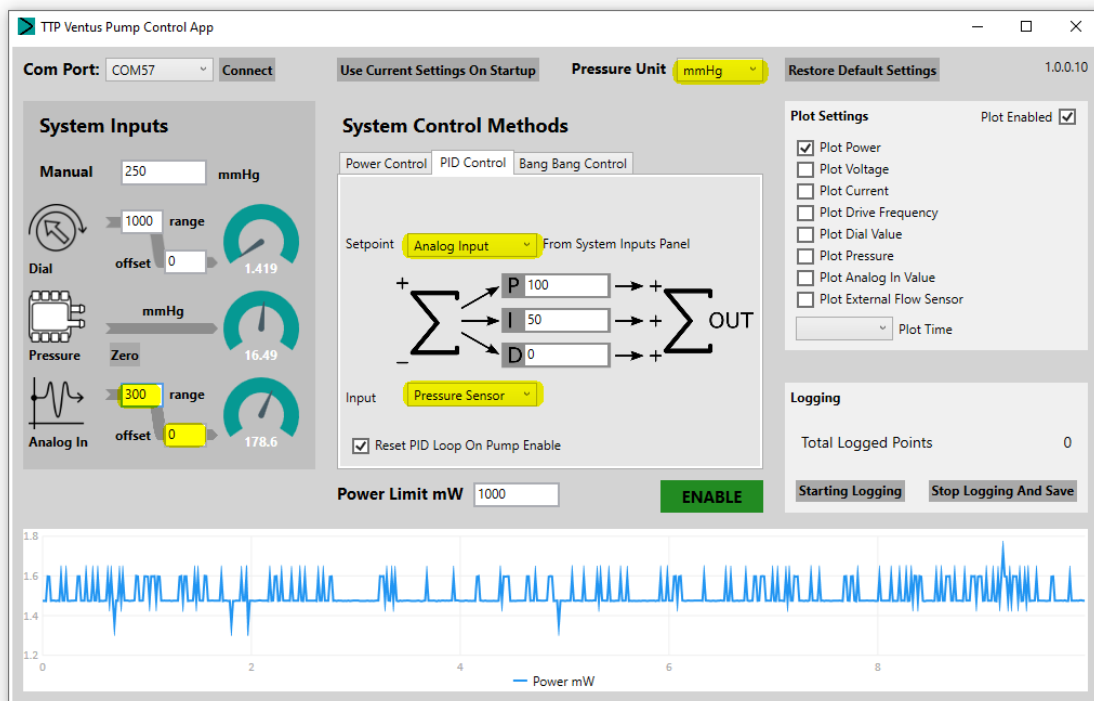 TTP Ventus Pump Control App
Com Port: COM57 Connect Use Current Settings On Startup Pressure Unit mmHg Restore Default Settings 1.0.0.10
System Inputs
Manual 250 mmHg
1000 range
offset 0
Dial
1.419
mmHg
Pressure Zero
16.49
300 range
offset 0
Analog In
178.6
System Control Methods
Power Control PID Control Bang Bang Control
Setpoint Analog Input From System Inputs Panel
+
P 100 +
I 50 + OUT
D 0 +
–
Input Pressure Sensor
Reset PID Loop On Pump Enable
Power Limit mW 1000 ENABLE
Plot Settings Plot Enabled
Plot Power
Plot Voltage
Plot Current
Plot Drive Frequency
Plot Dial Value
Plot Pressure
Plot Analog In Value
Plot External Flow Sensor
Plot Time
Logging
Total Logged Points 0
Starting Logging Stop Logging And Save
1.8
1.6
1.4
1.2
0 2 4 6 8
Power mW